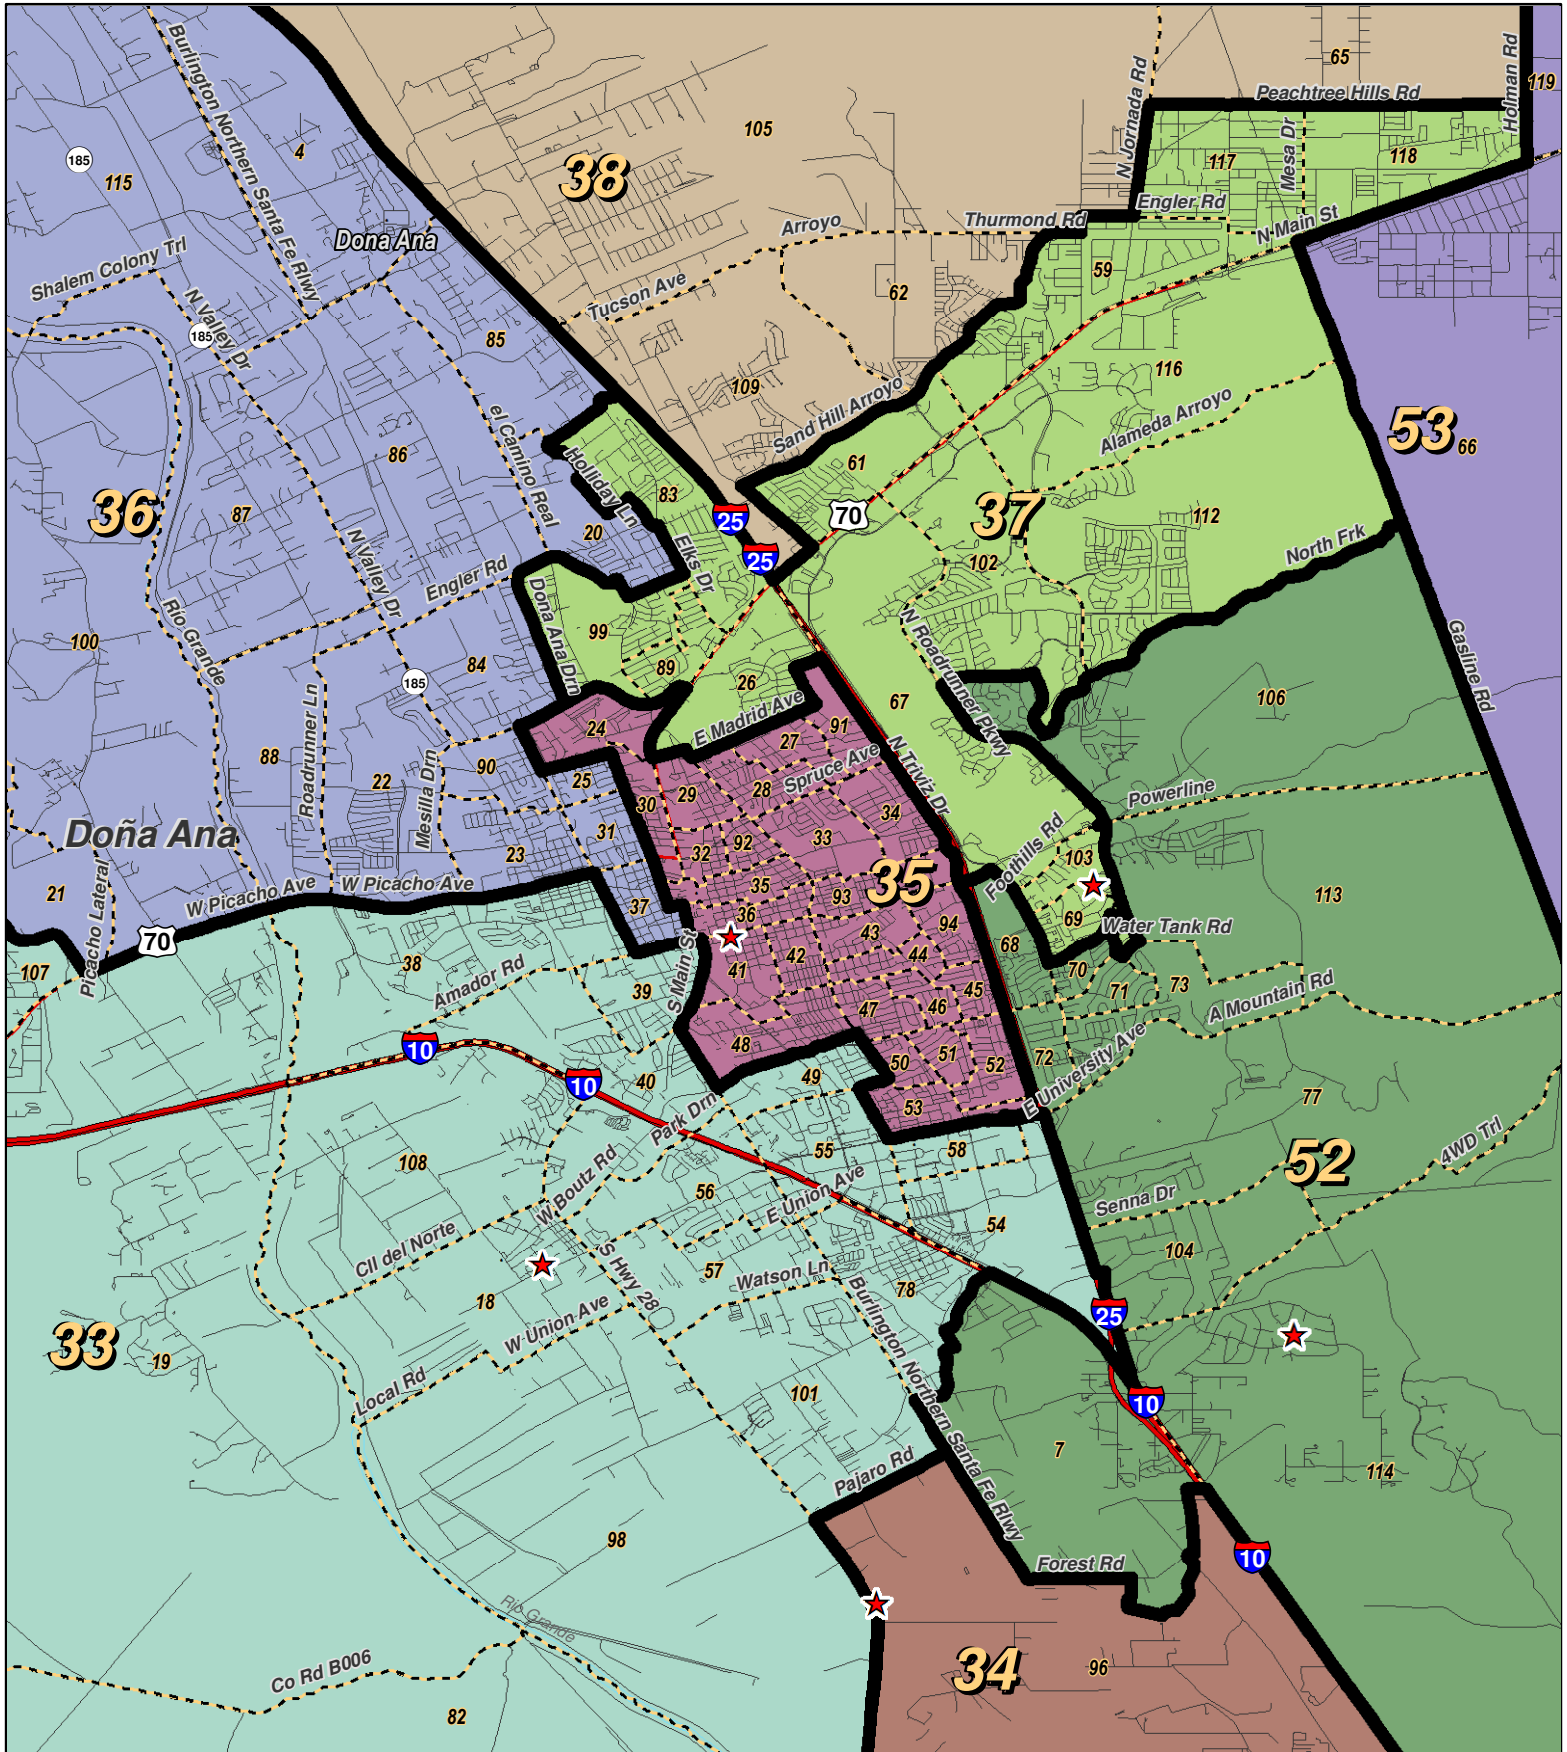 65
Peachtree Hills Rd
Holman Rd
119
N Jornada Rd
Burlington Northern Santa Fe Rlwy
4
185
115
105
38
117
Mesa Dr
118
Engler Rd
Thurmond Rd
Arroyo
N Main St
Dona Ana
Shalem Colony Trl
N Valley Dr
185
Tucson Ave
62
59
85
109
Sand Hill Arroyo
116
Alameda Arroyo
53
66
el Camino Real
86
Holliday Ln
83
61
36
87
20
25
70
37
112
Elks Dr
25
102
North Frk
N Valley Dr
Engler Rd
Rio Grande
100
Dona Ana Drn
99
N Roadrunner Pkwy
Gasline Rd
84
185
89
26
67
106
E Madrid Ave
24
91
27
Roadrunner Ln
88
22
Mesilla Drn
90
25
30
29
28
Spruce Ave
N Triviz Dr
34
Powerline
Doña Ana
23
31
32
92
33
Foothills Rd
103
35
35
93
21
Picacho Lateral
W Picacho Ave
W Picacho Ave
37
36
94
69
Water Tank Rd
113
70
107
38
Amador Rd
39
S Main St
41
42
43
44
68
70
71
73
A Mountain Rd
45
46
47
10
48
50
51
52
72
E University Ave
10
40
49
53
77
Park Drn
108
55
58
52
4WD Trl
W Boutz Rd
56
E Union Ave
54
Senna Dr
104
Cll del Norte
S Hwy 28
57
Watson Ln
78
18
W Union Ave
25
33
19
Local Rd
101
Burlington Northern Santa Fe Rlwy
10
7
114
Pajaro Rd
98
Forest Rd
10
Rio Grande
34
96
Co Rd B006
82